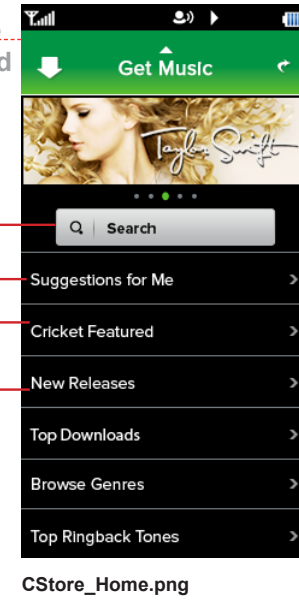 d
Get Music
Taylor Swift
Search
Suggestions for Me
Cricket Featured
New Releases
Top Downloads
Browse Genres
Top Ringback Tones
CStore_Home.png